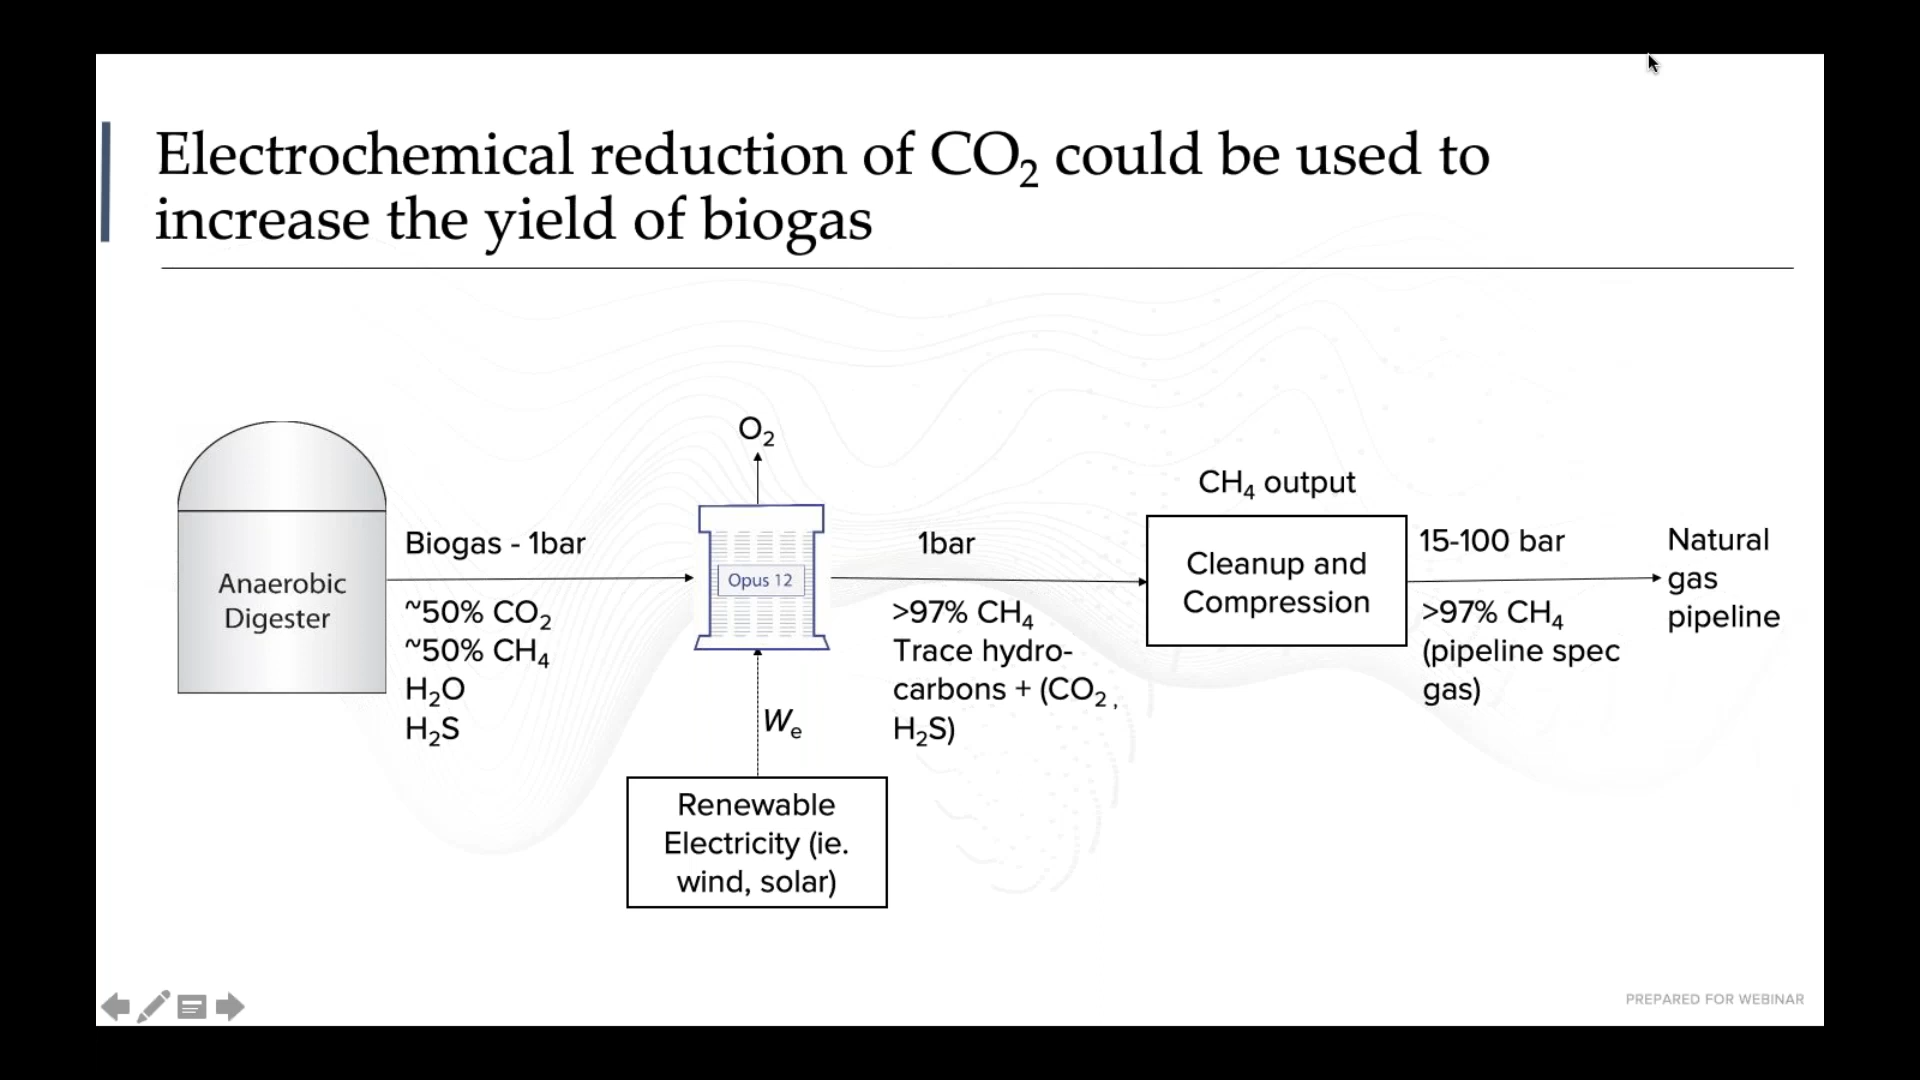 Electrochemical reduction of CO₂ could be used to
increase the yield of biogas
Anaerobic
Digester
Biogas - 1bar
~50% CO₂
~50% CH₄
H₂O
H₂S
O₂
Opus 12
Wₑ
Renewable
Electricity (ie.
wind, solar)
1bar
>97% CH₄
Trace hydro-
carbons + (CO₂ ,
H₂S)
CH₄ output
Cleanup and
Compression
15-100 bar
>97% CH₄
(pipeline spec
gas)
Natural
gas
pipeline
PREPARED FOR WEBINAR